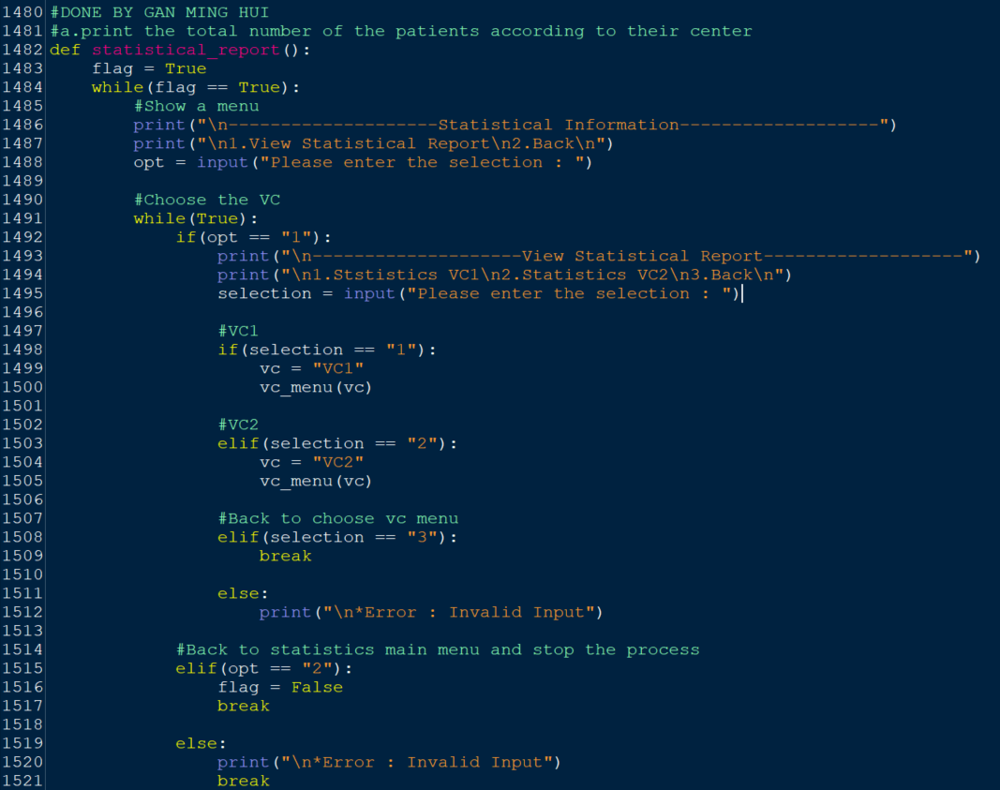 1480 #DONE BY GAN MING HUI
1481 #a.print the total number of the patients according to their center
1482 def statistical_report():
1483     flag = True
1484     while(flag == True):
1485         #Show a menu
1486         print("\n--------------------Statistical Information-------------------")
1487         print("\n1.View Statistical Report\n2.Back\n")
1488         opt = input("Please enter the selection : ")
1489
1490         #Choose the VC
1491         while(True):
1492             if(opt == "1"):
1493                 print("\n--------------------View Statistical Report-------------------")
1494                 print("\n1.Ststistics VC1\n2.Statistics VC2\n3.Back\n")
1495                 selection = input("Please enter the selection : ")
1496
1497                 #VC1
1498                 if(selection == "1"):
1499                     vc = "VC1"
1500                     vc_menu(vc)
1501
1502                 #VC2
1503                 elif(selection == "2"):
1504                     vc = "VC2"
1505                     vc_menu(vc)
1506
1507                 #Back to choose vc menu
1508                 elif(selection == "3"):
1509                     break
1510
1511                 else:
1512                     print("\n*Error : Invalid Input")
1513
1514             #Back to statistics main menu and stop the process
1515             elif(opt == "2"):
1516                 flag = False
1517                 break
1518
1519             else:
1520                 print("\n*Error : Invalid Input")
1521                 break